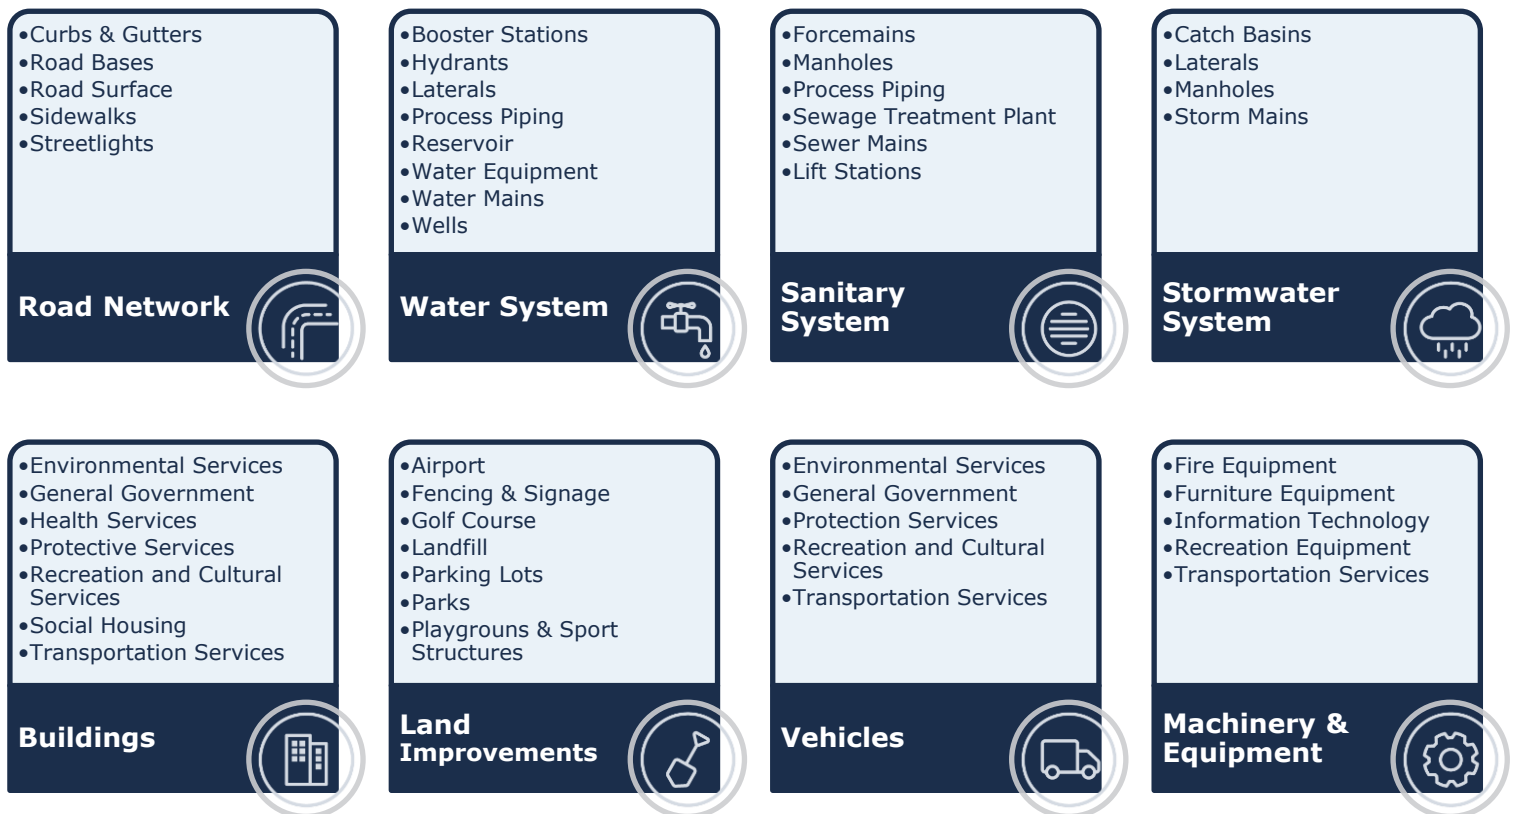 •Curbs & Gutters
•Road Bases
•Road Surface
•Sidewalks
•Streetlights
Road Network
•Booster Stations
•Hydrants
•Laterals
•Process Piping
•Reservoir
•Water Equipment
•Water Mains
•Wells
Water System
•Forcemains
•Manholes
•Process Piping
•Sewage Treatment Plant
•Sewer Mains
•Lift Stations
Sanitary
System
•Catch Basins
•Laterals
•Manholes
•Storm Mains
Stormwater
System
•Environmental Services
•General Government
•Health Services
•Protective Services
•Recreation and Cultural
Services
•Social Housing
•Transportation Services
Buildings
•Airport
•Fencing & Signage
•Golf Course
•Landfill
•Parking Lots
•Parks
•Playgrouns & Sport
Structures
Land
Improvements
•Environmental Services
•General Government
•Protection Services
•Recreation and Cultural
Services
•Transportation Services
Vehicles
•Fire Equipment
•Furniture Equipment
•Information Technology
•Recreation Equipment
•Transportation Services
Machinery &
Equipment